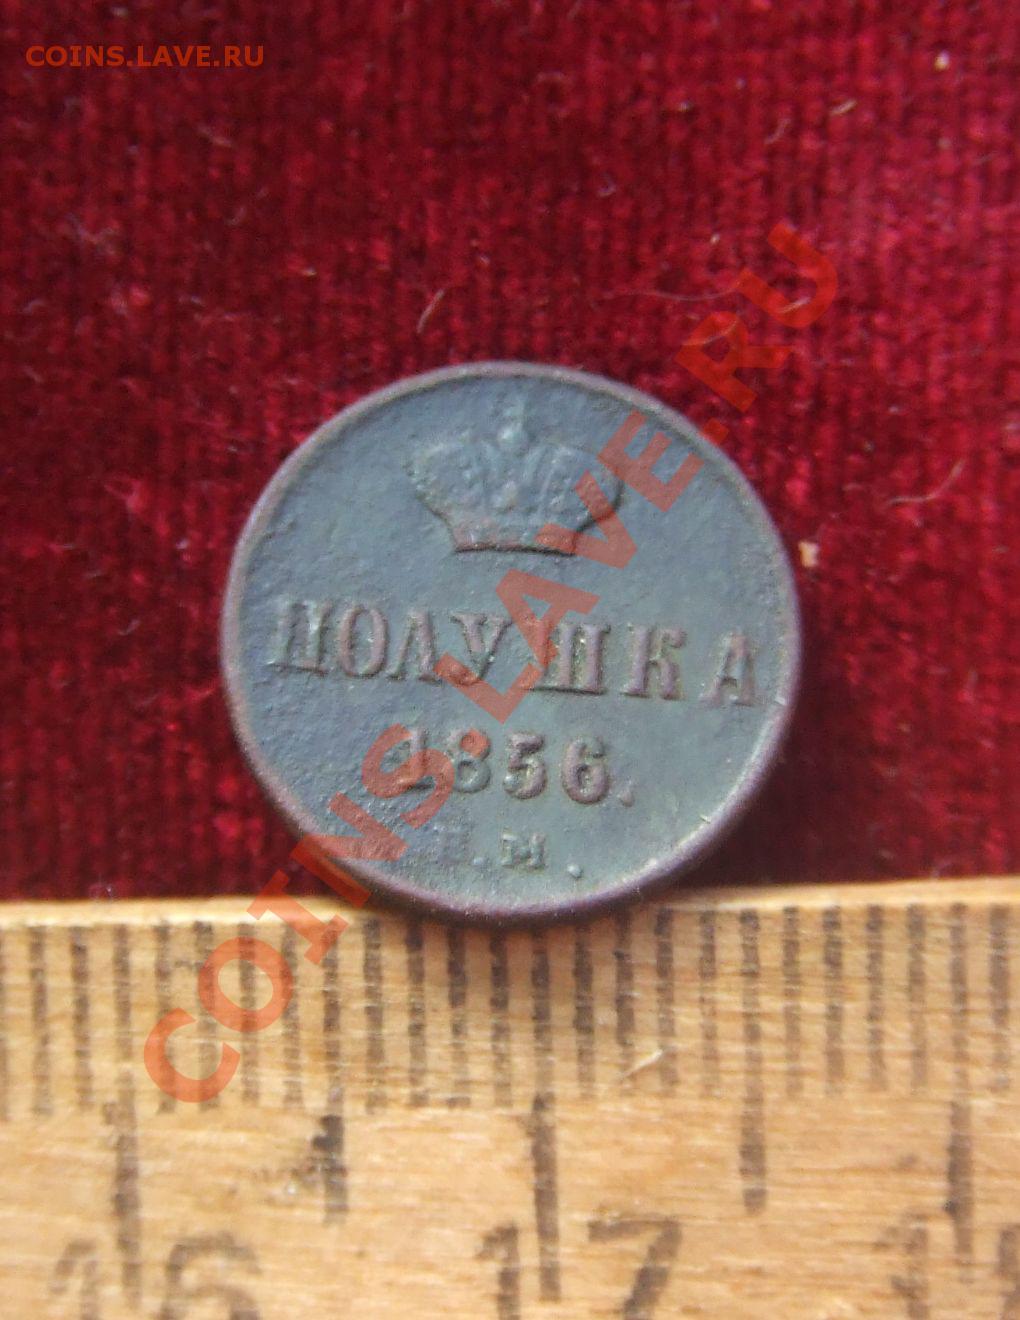 COINS.LAVE.RU
COINS.LAVE.RU
ПОЛУШКА
1856.
.М.
16
17